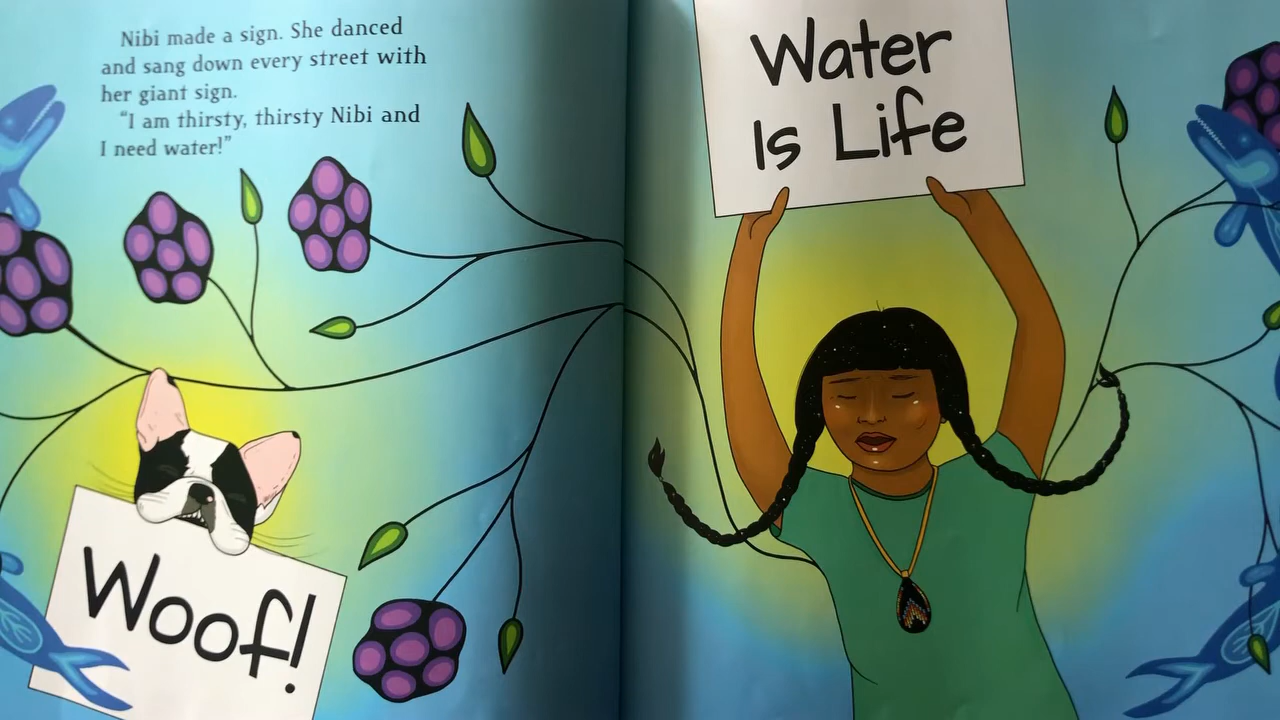 Nibi made a sign. She danced
and sang down every street with
her giant sign.
“I am thirsty, thirsty Nibi and
I need water!”
Woof!
Water
Is Life